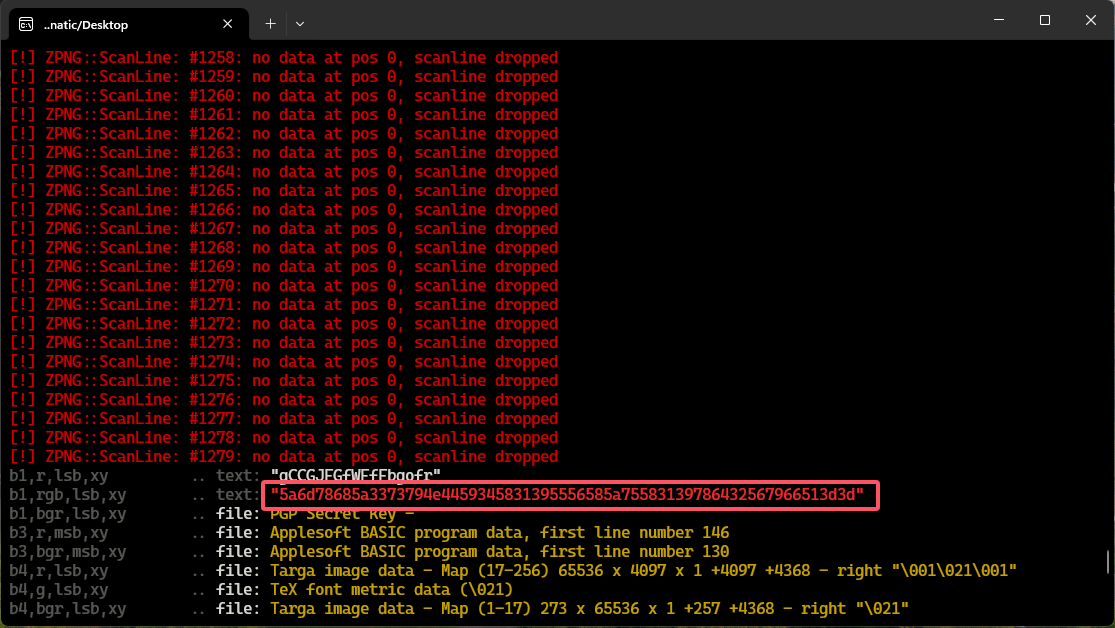 ..natic/Desktop
[!] ZPNG::ScanLine: #1258: no data at pos 0, scanline dropped
[!] ZPNG::ScanLine: #1259: no data at pos 0, scanline dropped
[!] ZPNG::ScanLine: #1260: no data at pos 0, scanline dropped
[!] ZPNG::ScanLine: #1261: no data at pos 0, scanline dropped
[!] ZPNG::ScanLine: #1262: no data at pos 0, scanline dropped
[!] ZPNG::ScanLine: #1263: no data at pos 0, scanline dropped
[!] ZPNG::ScanLine: #1264: no data at pos 0, scanline dropped
[!] ZPNG::ScanLine: #1265: no data at pos 0, scanline dropped
[!] ZPNG::ScanLine: #1266: no data at pos 0, scanline dropped
[!] ZPNG::ScanLine: #1267: no data at pos 0, scanline dropped
[!] ZPNG::ScanLine: #1268: no data at pos 0, scanline dropped
[!] ZPNG::ScanLine: #1269: no data at pos 0, scanline dropped
[!] ZPNG::ScanLine: #1270: no data at pos 0, scanline dropped
[!] ZPNG::ScanLine: #1271: no data at pos 0, scanline dropped
[!] ZPNG::ScanLine: #1272: no data at pos 0, scanline dropped
[!] ZPNG::ScanLine: #1273: no data at pos 0, scanline dropped
[!] ZPNG::ScanLine: #1274: no data at pos 0, scanline dropped
[!] ZPNG::ScanLine: #1275: no data at pos 0, scanline dropped
[!] ZPNG::ScanLine: #1276: no data at pos 0, scanline dropped
[!] ZPNG::ScanLine: #1277: no data at pos 0, scanline dropped
[!] ZPNG::ScanLine: #1278: no data at pos 0, scanline dropped
[!] ZPNG::ScanLine: #1279: no data at pos 0, scanline dropped
b1,r,lsb,xy .. text:
b1,rgb,lsb,xy .. text: "5a6d78685a3373794e4459345831395556585a75583139786432567966513d3d"
b1,bgr,lsb,xy .. file: PGP Secret Key -
b3,r,msb,xy .. file: Applesoft BASIC program data, first line number 146
b3,bgr,msb,xy .. file: Applesoft BASIC program data, first line number 130
b4,r,lsb,xy .. file: Targa image data - Map (17-256) 65536 x 4097 x 1 +4097 +4368 - right "\001\021\001"
b4,g,lsb,xy .. file: TeX font metric data (\021)
b4,bgr,lsb,xy .. file: Targa image data - Map (1-17) 273 x 65536 x 1 +257 +4368 - right "\021"